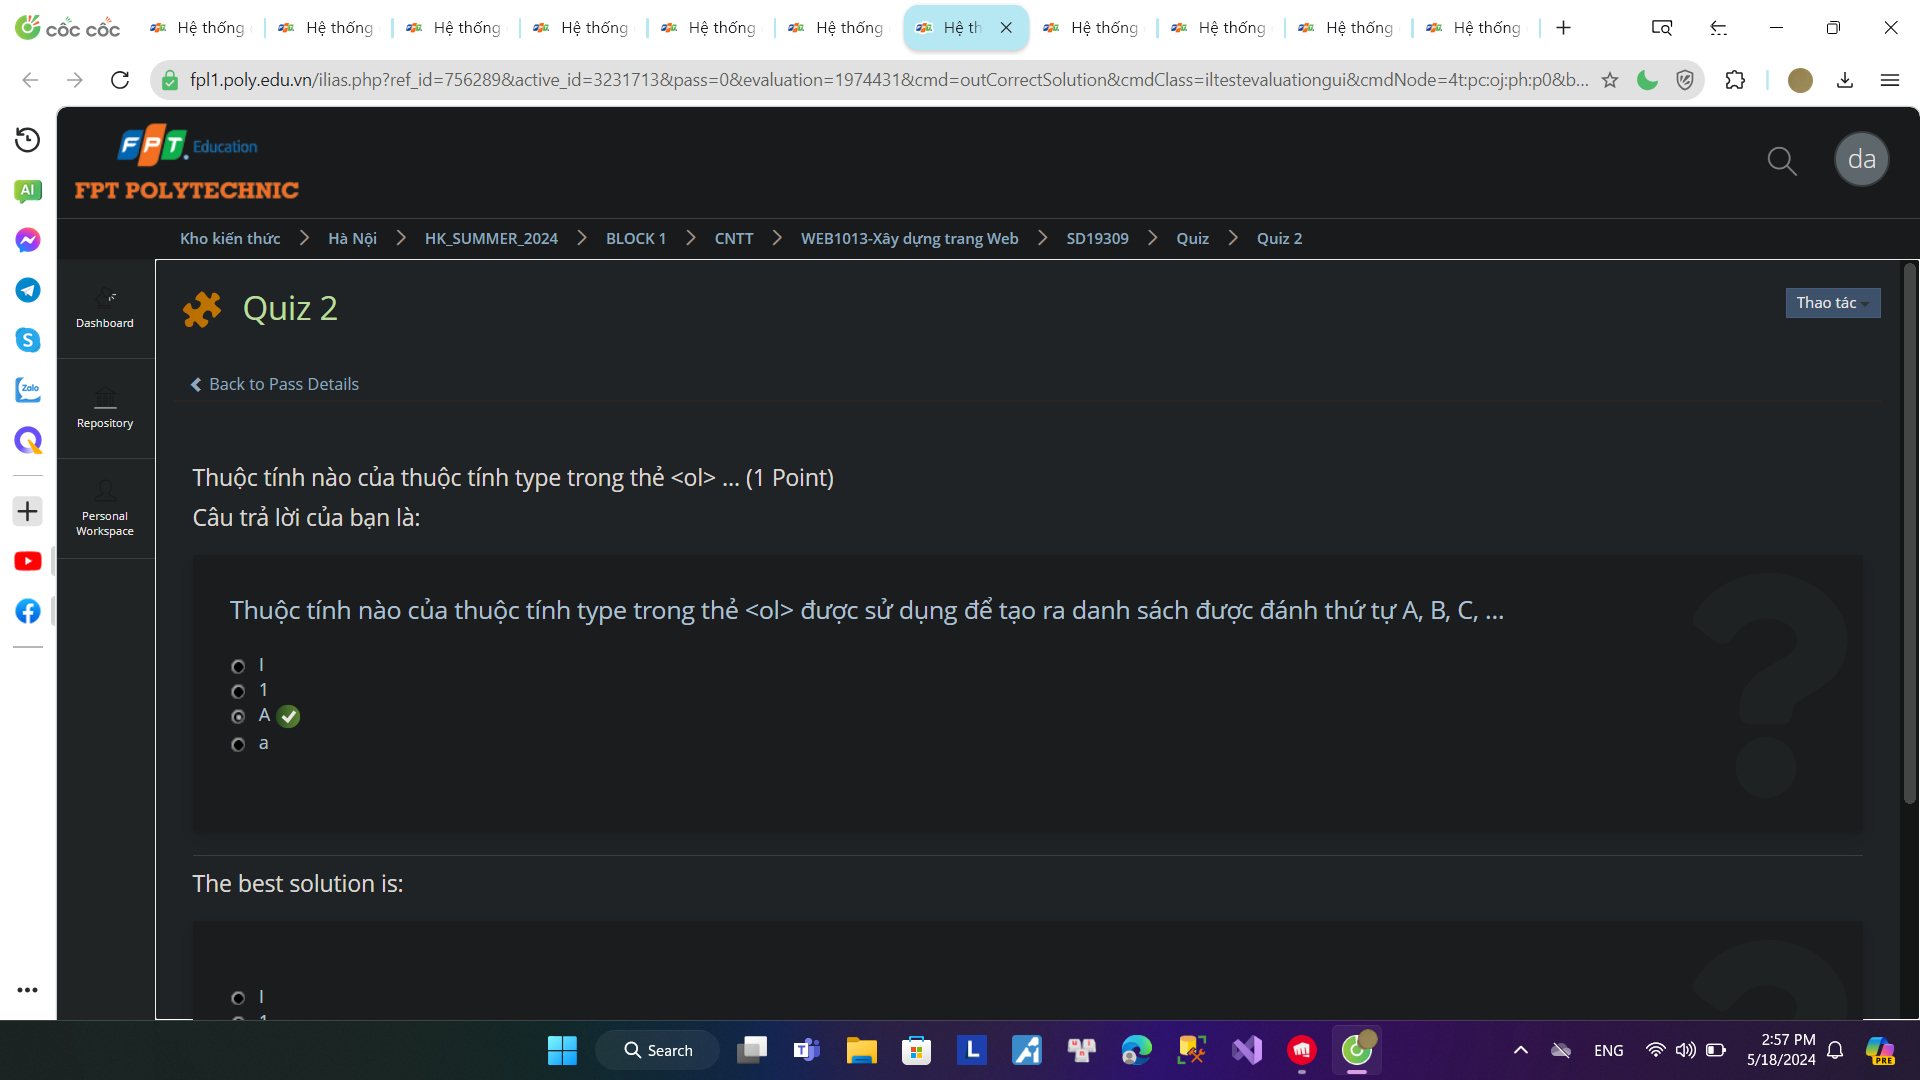 cốc cốc
Hệ thống
Hệ thống
Hệ thống
Hệ thống
Hệ thống
Hệ thống
Hệ th
Hệ thống
Hệ thống
Hệ thống
Hệ thống
fpl1.poly.edu.vn/ilias.php?ref_id=756289&active_id=3231713&pass=0&evaluation=1974431&cmd=outCorrectSolution&cmdClass=iltestevaluationgui&cmdNode=4t:pc:oj:ph:p0&b...
AI
Zalo
FPT. Education
FPT POLYTECHNIC
da
Kho kiến thức
Hà Nội
HK_SUMMER_2024
BLOCK 1
CNTT
WEB1013-Xây dựng trang Web
SD19309
Quiz
Quiz 2
Dashboard
Repository
Personal
Workspace
Quiz 2
Thao tác
Back to Pass Details
Thuộc tính nào của thuộc tính type trong thẻ <ol> ... (1 Point)
Câu trả lời của bạn là:
Thuộc tính nào của thuộc tính type trong thẻ <ol> được sử dụng để tạo ra danh sách được đánh thứ tự A, B, C, ...
I
1
A
a
The best solution is:
I
1
Search
ENG
2:57 PM
5/18/2024
PRE